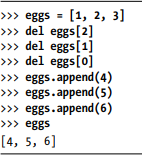 >>> eggs = [1, 2, 3]
>>> del eggs[2]
>>> del eggs[1]
>>> del eggs[0]
>>> eggs.append(4)
>>> eggs.append(5)
>>> eggs.append(6)
>>> eggs
[4, 5, 6]